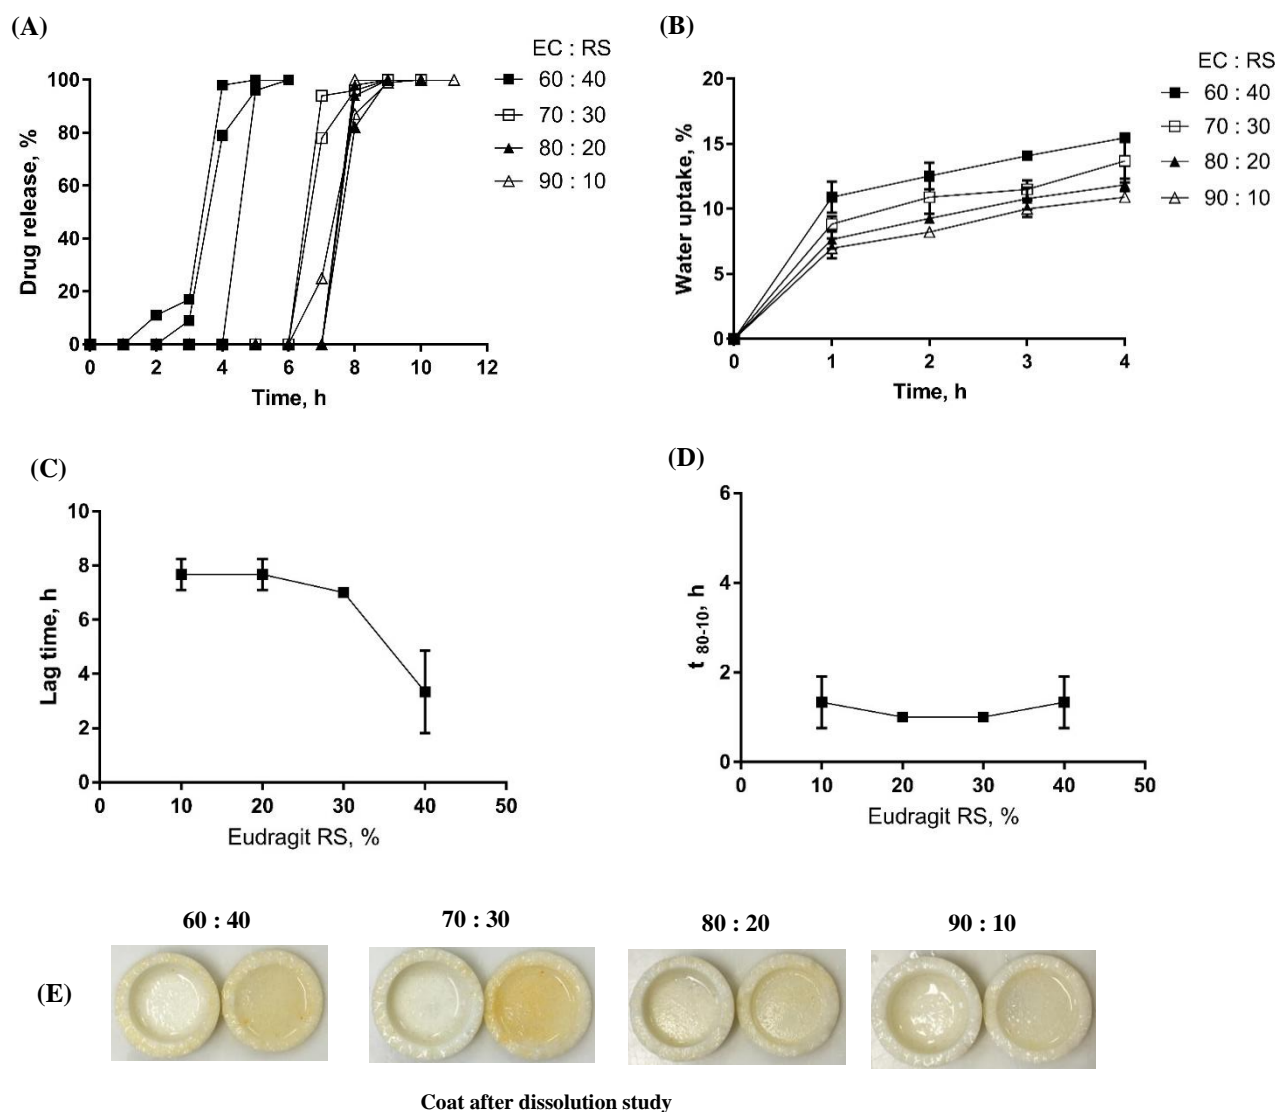 (A)
EC : RS
60 : 40
70 : 30
80 : 20
90 : 10
Drug release, %
100
80
60
40
20
0
0 2 4 6 8 10 12
Time, h
(B)
EC : RS
60 : 40
70 : 30
80 : 20
90 : 10
Water uptake, %
20
15
10
5
0
0 1 2 3 4
Time, h
(C)
Lag time, h
10
8
6
4
2
0
0 10 20 30 40 50
Eudragit RS, %
(D)
t 80-10, h
6
4
2
0
0 10 20 30 40 50
Eudragit RS, %
60 : 40 70 : 30 80 : 20 90 : 10
(E)
Coat after dissolution study